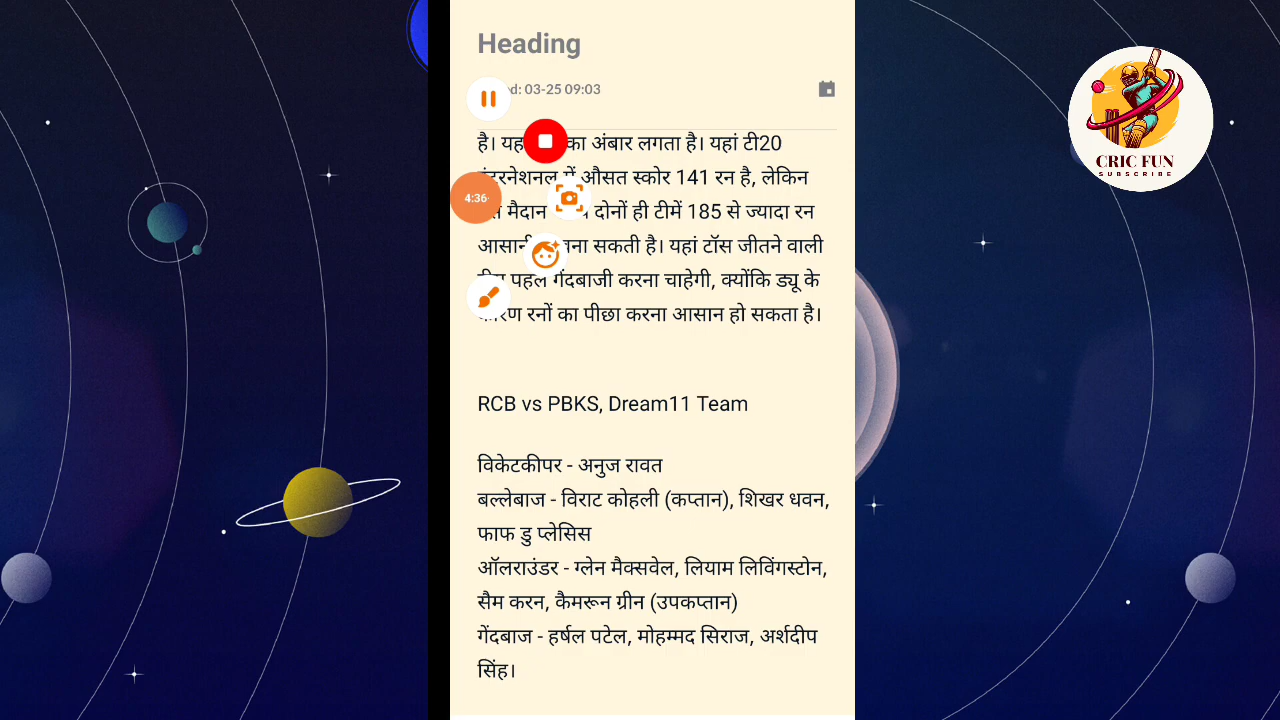 Heading
03-25 09:03
है। यह का अंबार लगता है। यहां टी20
में औसत स्कोर 141 रन है, लेकिन
मैदान दोनों ही टीमें 185 से ज्यादा रन
बना सकती है। यहां टॉस जीतने वाली
पहले गेंदबाजी करना चाहेगी, क्योंकि ड्यू के
कारण रनों का पीछा करना आसान हो सकता है।
4:36
RCB vs PBKS, Dream11 Team
विकेटकीपर - अनुज रावत
बल्लेबाज - विराट कोहली (कप्तान), शिखर धवन,
फाफ डु प्लेसिस
ऑलराउंडर - ग्लेन मैक्सवेल, लियाम लिविंगस्टोन,
सैम करन, कैमरून ग्रीन (उपकप्तान)
गेंदबाज - हर्षल पटेल, मोहम्मद सिराज, अर्शदीप
सिंह।
CRIC FUN
SUBSCRIBE